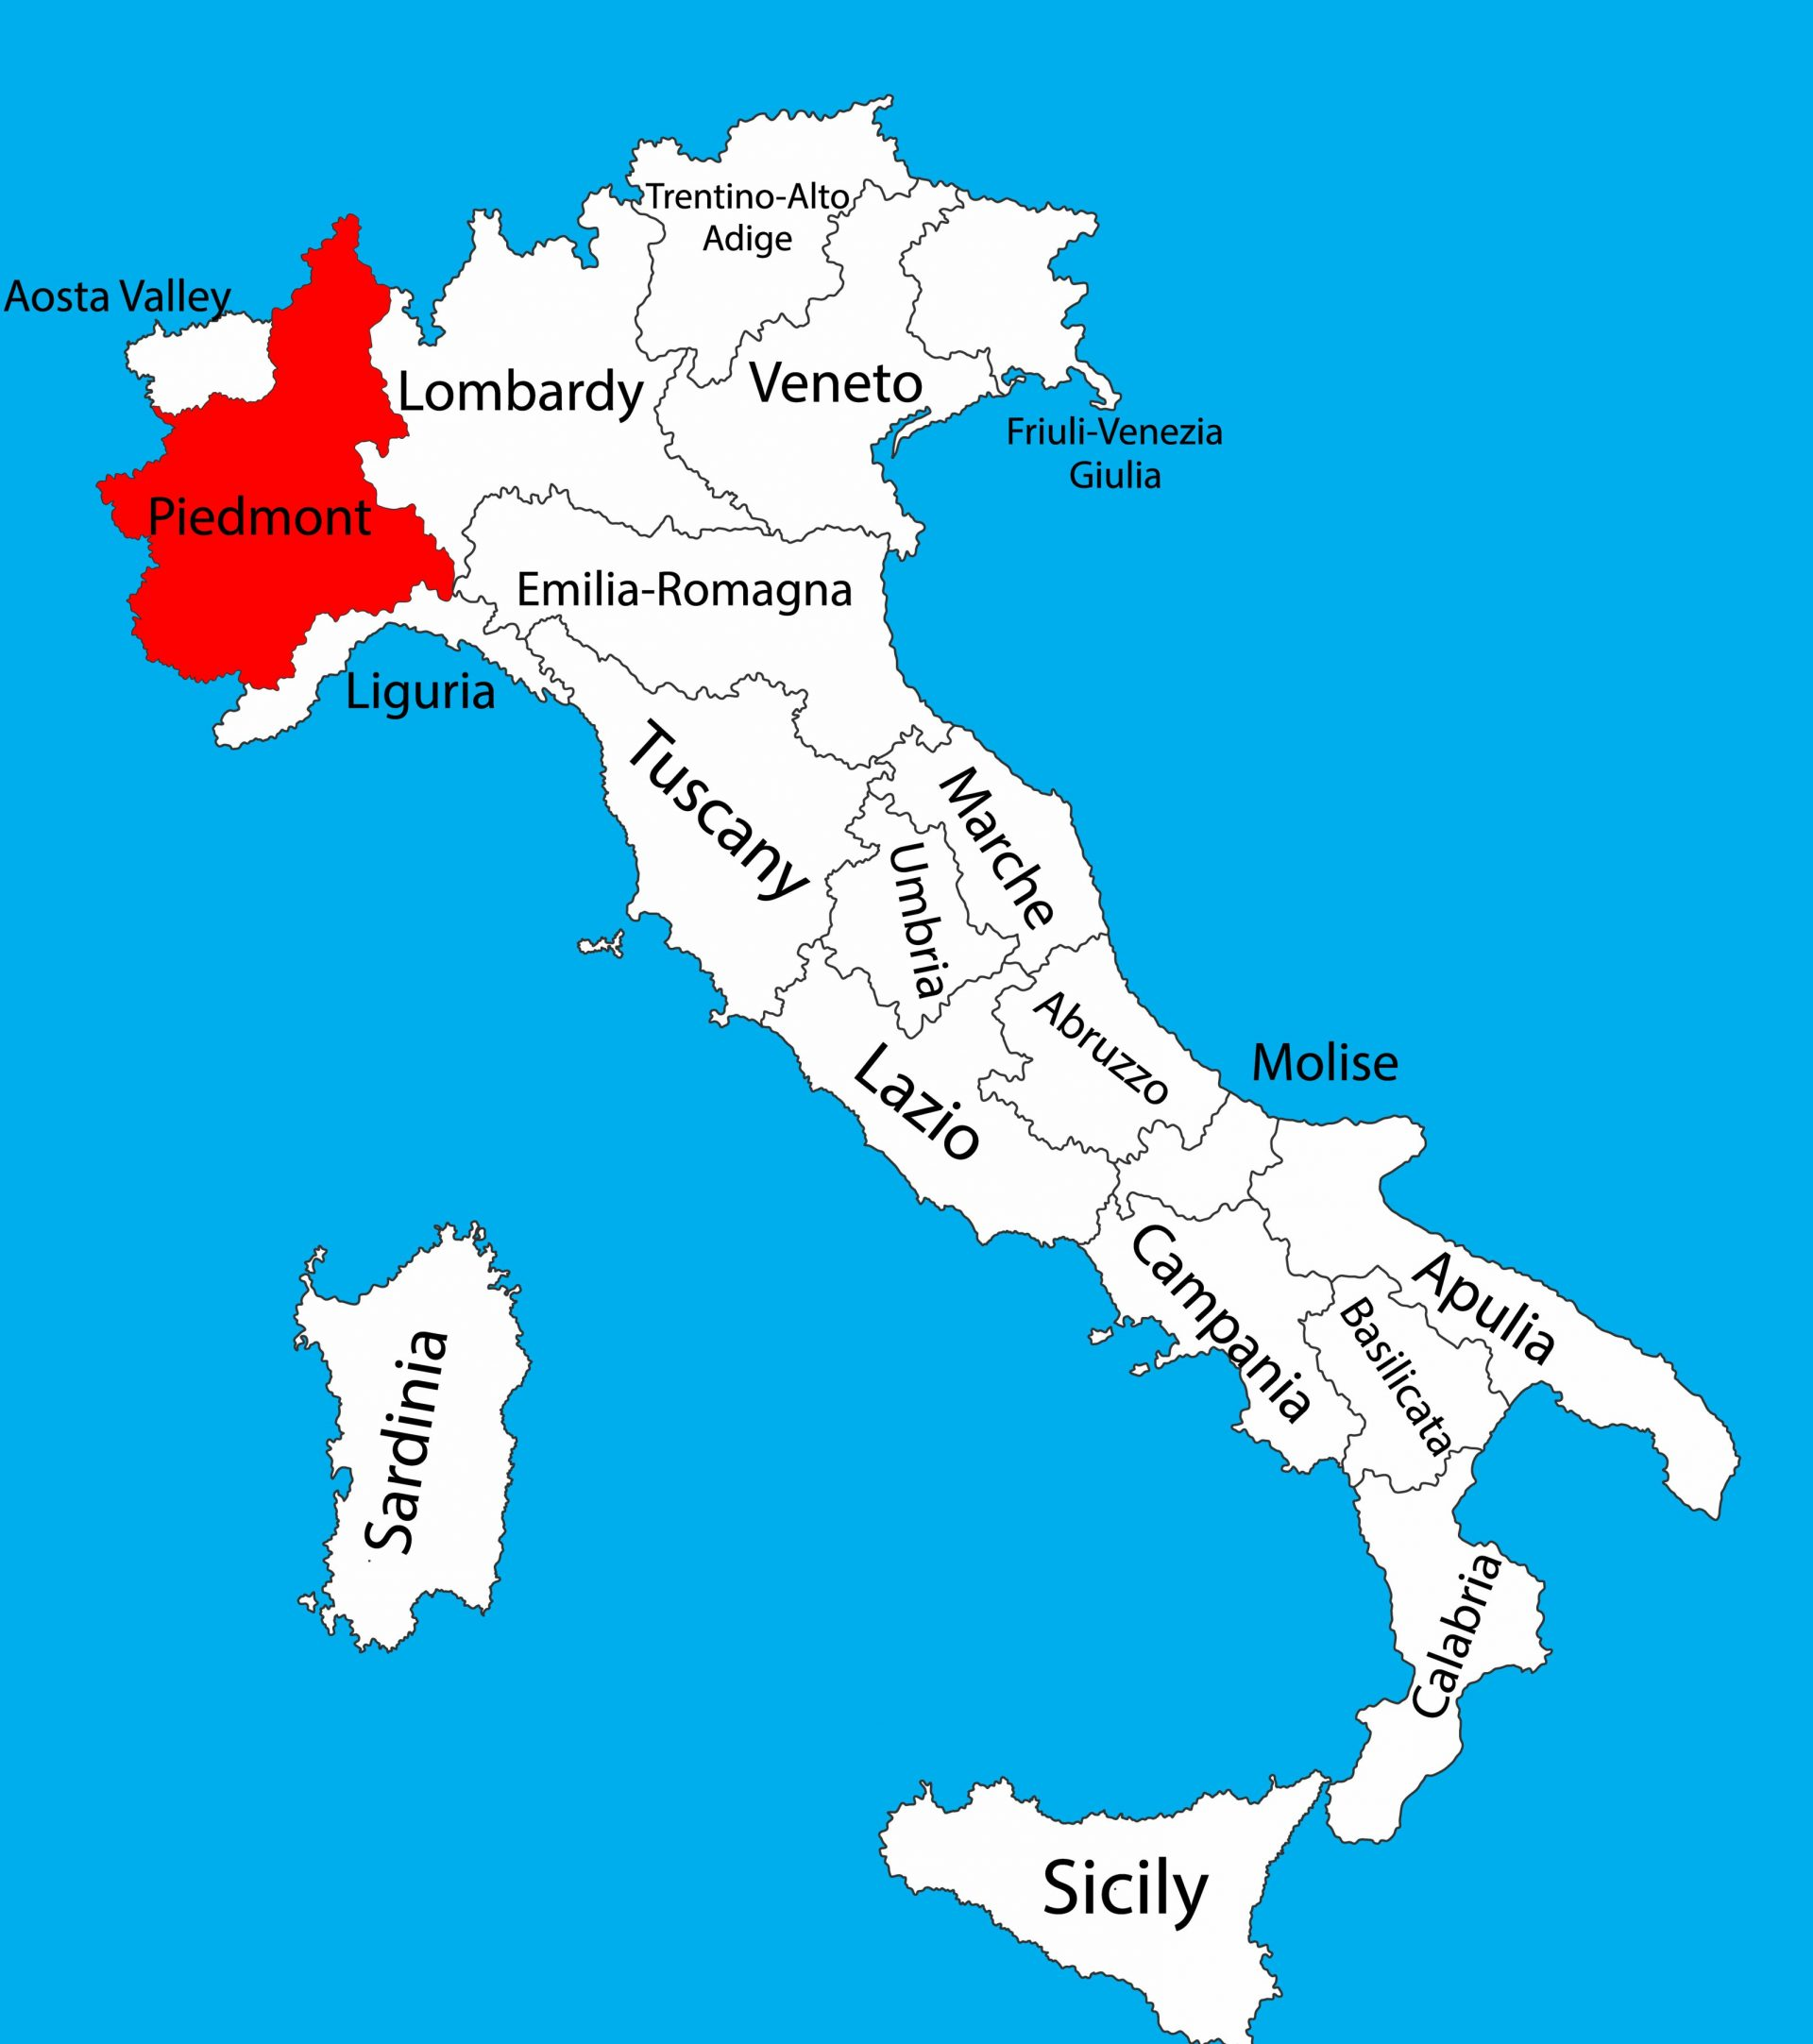 Trentino-Alto
Adige
Aosta Valley
Lombardy
Veneto
Friuli-Venezia
Giulia
Piedmont
Emilia-Romagna
Liguria
Tuscany
Marche
Umbria
Abruzzo
Molise
Lazio
Campania
Apulia
Basilicata
Sardinia
Calabria
Sicily